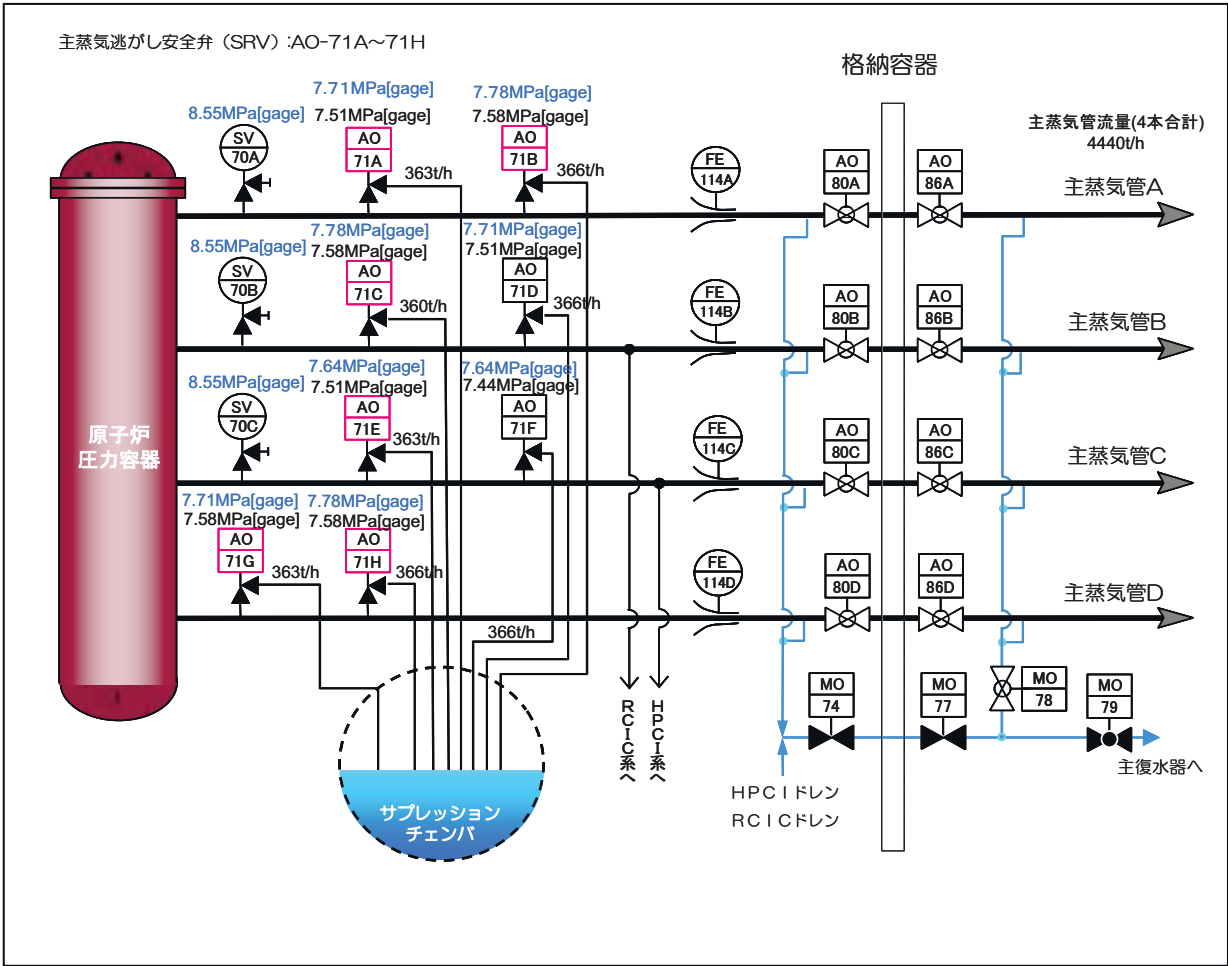 主蒸気逃がし安全弁（SRV）:AO-71A～71H
格納容器
主蒸気管流量(4本合計)
4440t/h
8.55MPa[gage]
SV
70A
7.71MPa[gage]
7.51MPa[gage]
AO
71A
363t/h
7.78MPa[gage]
7.58MPa[gage]
AO
71B
366t/h
FE
114A
AO
80A
AO
86A
主蒸気管A
8.55MPa[gage]
SV
70B
7.78MPa[gage]
7.58MPa[gage]
AO
71C
360t/h
7.71MPa[gage]
7.51MPa[gage]
AO
71D
366t/h
FE
114B
AO
80B
AO
86B
主蒸気管B
8.55MPa[gage]
SV
70C
7.64MPa[gage]
7.51MPa[gage]
AO
71E
363t/h
7.64MPa[gage]
7.44MPa[gage]
AO
71F
FE
114C
AO
80C
AO
86C
主蒸気管C
原子炉
圧力容器
7.71MPa[gage]
7.58MPa[gage]
AO
71G
363t/h
7.78MPa[gage]
7.58MPa[gage]
AO
71H
366t/h
366t/h
FE
114D
AO
80D
AO
86D
主蒸気管D
RCIC系へ
HPCI系へ
MO
74
MO
77
MO
78
MO
79
主復水器へ
HPCIドレン
RCICドレン
サプレッション
チェンバ